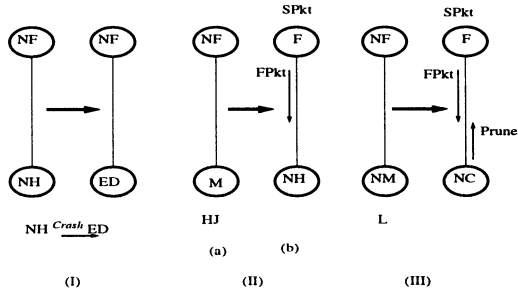 SPkt SPkt
NF NF NF F NF F
FPkt FPkt
Prune
NH ED M NH NM NC
HJ L
NH Crash ED
(a) (b)
(I) (II) (III)